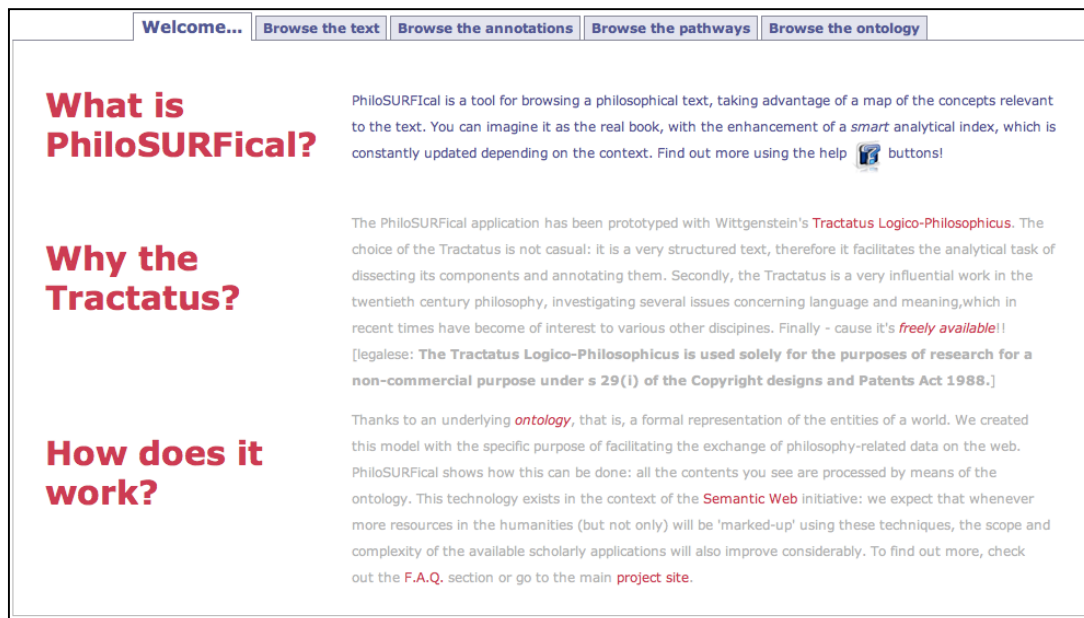 Welcome... Browse the text Browse the annotations Browse the pathways Browse the ontology
What is
PhiloSURFical?
PhiloSURFIcal is a tool for browsing a philosophical text, taking advantage of a map of the concepts relevant
to the text. You can imagine it as the real book, with the enhancement of a smart analytical index, which is
constantly updated depending on the context. Find out more using the help buttons!
Why the
Tractatus?
The PhiloSURFical application has been prototyped with Wittgenstein's Tractatus Logico-Philosophicus. The
choice of the Tractatus is not casual: it is a very structured text, therefore it facilitates the analytical task of
dissecting its components and annotating them. Secondly, the Tractatus is a very influential work in the
twentieth century philosophy, investigating several issues concerning language and meaning,which in
recent times have become of interest to various other discipines. Finally - cause it's freely available!!
[legalese: The Tractatus Logico-Philosophicus is used solely for the purposes of research for a
non-commercial purpose under s 29(i) of the Copyright designs and Patents Act 1988.]
How does it
work?
Thanks to an underlying ontology, that is, a formal representation of the entities of a world. We created
this model with the specific purpose of facilitating the exchange of philosophy-related data on the web.
PhiloSURFical shows how this can be done: all the contents you see are processed by means of the
ontology. This technology exists in the context of the Semantic Web initiative: we expect that whenever
more resources in the humanities (but not only) will be 'marked-up' using these techniques, the scope and
complexity of the available scholarly applications will also improve considerably. To find out more, check
out the F.A.Q. section or go to the main project site.